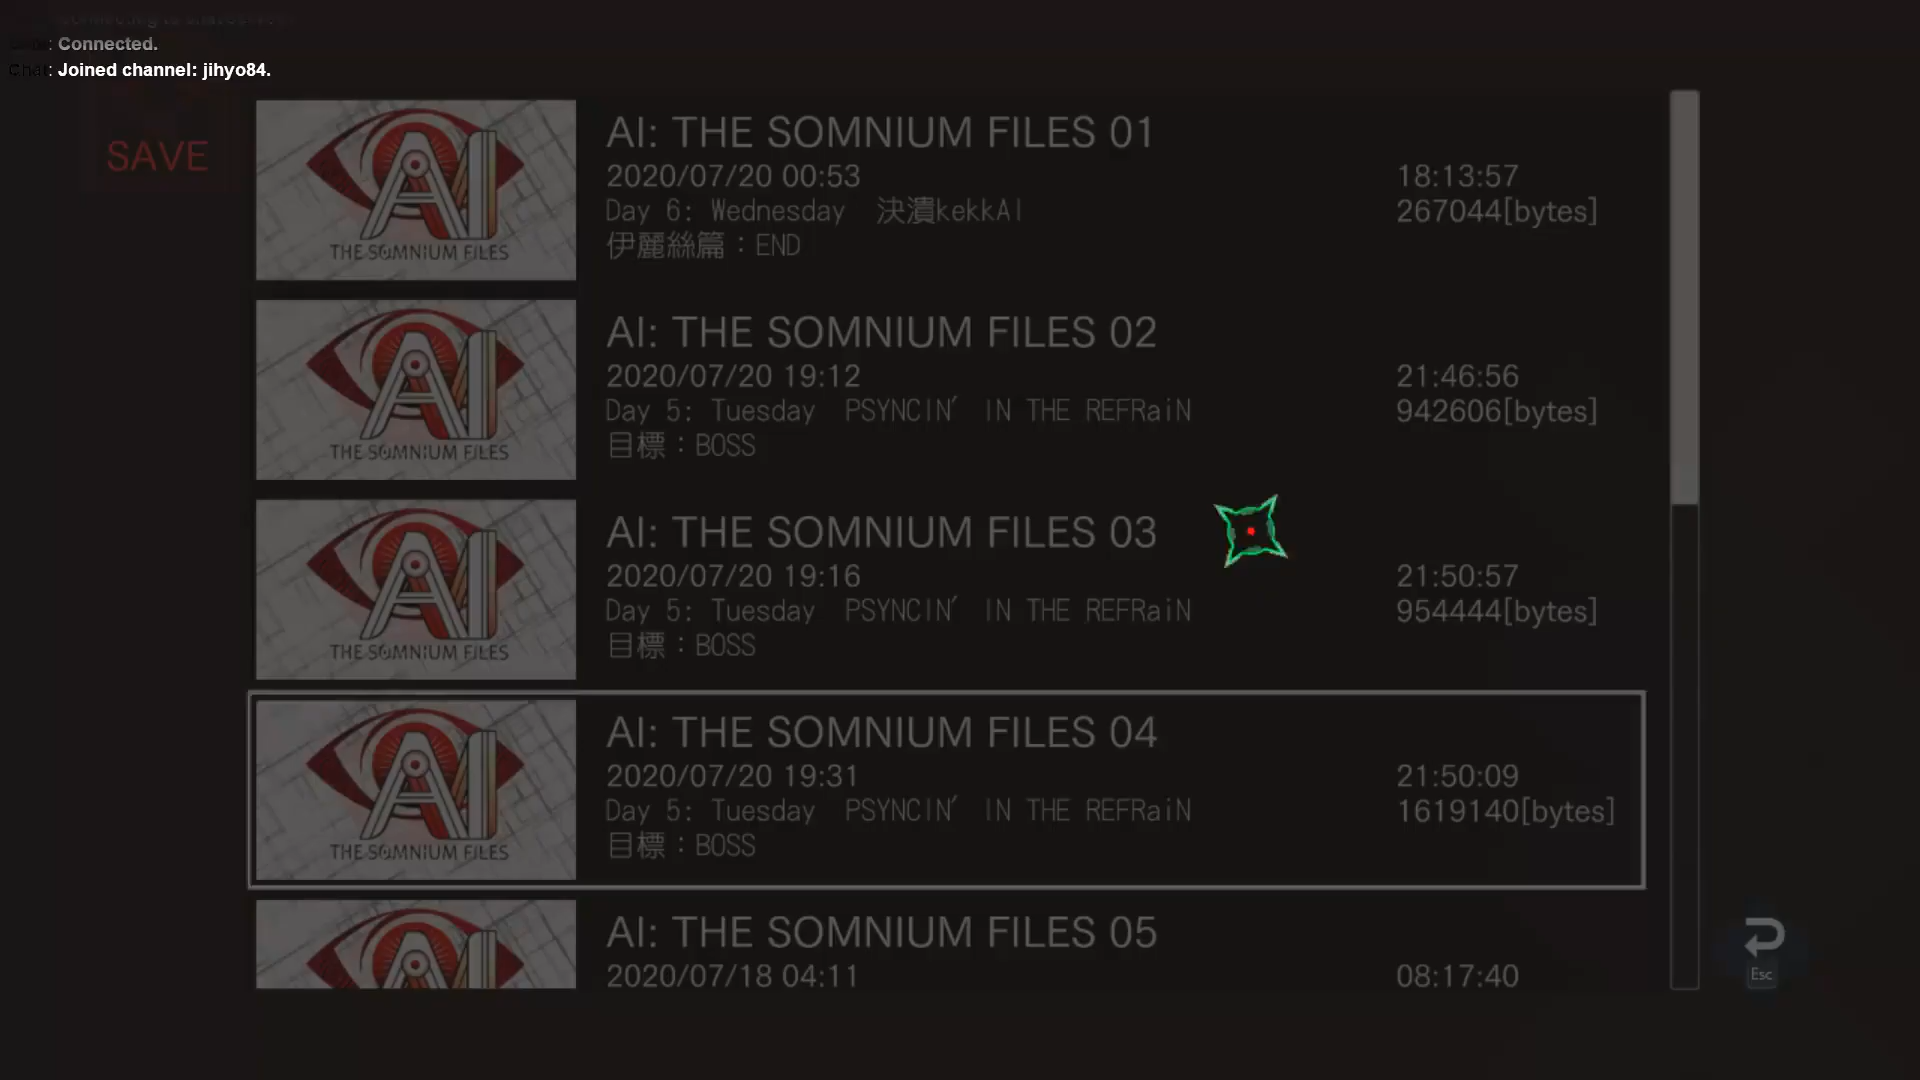 : Connected.
Chat: Joined channel: jihyo84.
SAVE
AI: THE SOMNIUM FILES 01
2020/07/20 00:53
18:13:57
Day 6: Wednesday 決潰kekkAI
267044[bytes]
伊麗絲篇：END
AI
THE SOMNIUM FILES
AI: THE SOMNIUM FILES 02
2020/07/20 19:12
21:46:56
Day 5: Tuesday PSYNCIN' IN THE REFRaiN
942606[bytes]
目標：BOSS
AI
THE SOMNIUM FILES
AI: THE SOMNIUM FILES 03
2020/07/20 19:16
21:50:57
Day 5: Tuesday PSYNCIN' IN THE REFRaiN
954444[bytes]
目標：BOSS
AI
THE SOMNIUM FILES
AI: THE SOMNIUM FILES 04
2020/07/20 19:31
21:50:09
Day 5: Tuesday PSYNCIN' IN THE REFRaiN
1619140[bytes]
目標：BOSS
AI
THE SOMNIUM FILES
AI: THE SOMNIUM FILES 05
2020/07/18 04:11
08:17:40
Esc